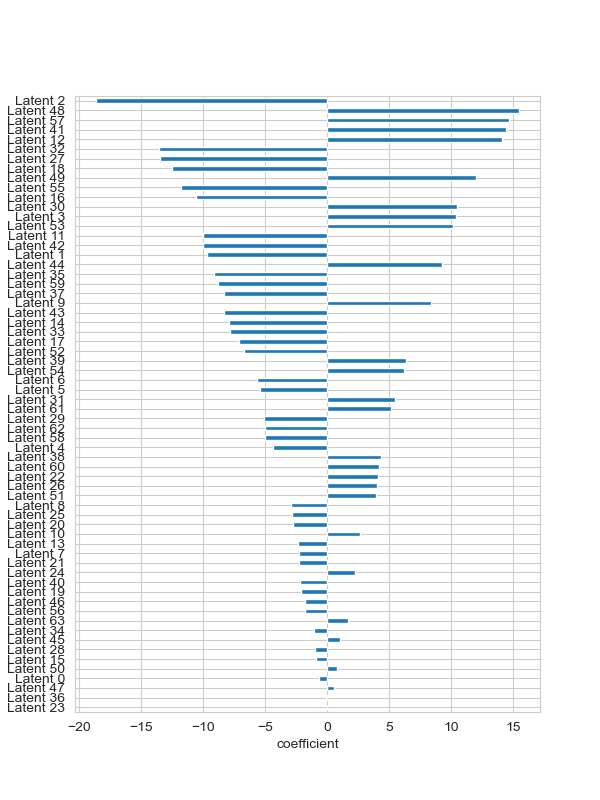 Latent 2
Latent 48
Latent 57
Latent 41
Latent 12
Latent 32
Latent 27
Latent 18
Latent 49
Latent 55
Latent 16
Latent 30
Latent 3
Latent 53
Latent 11
Latent 42
Latent 1
Latent 44
Latent 35
Latent 59
Latent 37
Latent 9
Latent 43
Latent 14
Latent 33
Latent 17
Latent 52
Latent 39
Latent 54
Latent 6
Latent 5
Latent 31
Latent 61
Latent 29
Latent 62
Latent 58
Latent 4
Latent 38
Latent 60
Latent 22
Latent 26
Latent 51
Latent 8
Latent 25
Latent 20
Latent 10
Latent 13
Latent 7
Latent 21
Latent 24
Latent 40
Latent 19
Latent 46
Latent 56
Latent 63
Latent 34
Latent 45
Latent 28
Latent 15
Latent 50
Latent 0
Latent 47
Latent 36
Latent 23
−20 −15 −10 −5 0 5 10 15
coefficient